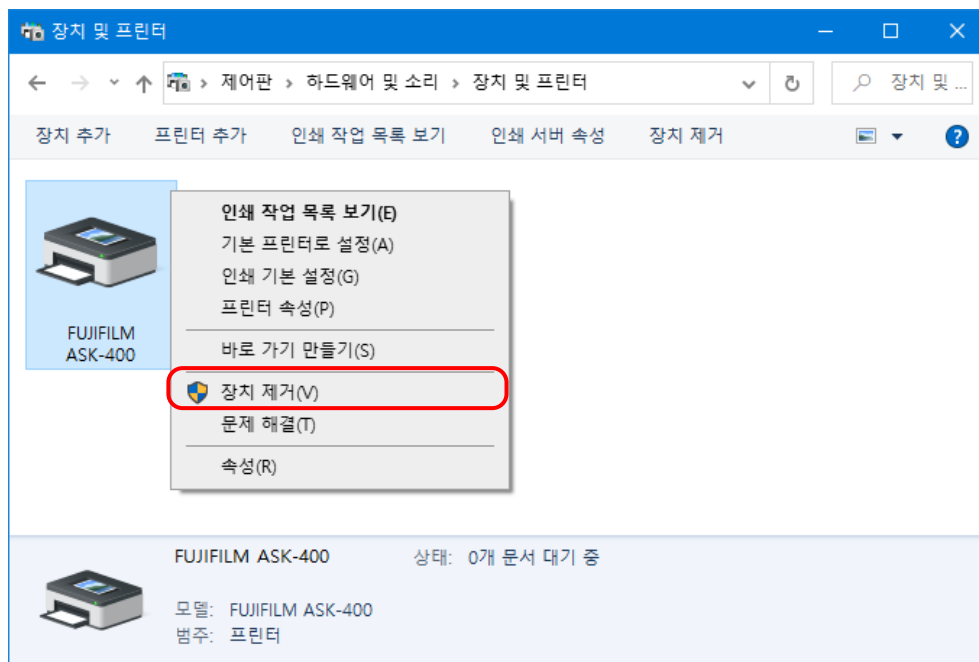 장치 및 프린터
제어판 › 하드웨어 및 소리 › 장치 및 프린터
장치 및 ...
장치 추가 프린터 추가 인쇄 작업 목록 보기 인쇄 서버 속성 장치 제거
인쇄 작업 목록 보기(E)
기본 프린터로 설정(A)
인쇄 기본 설정(G)
프린터 속성(P)
바로 가기 만들기(S)
장치 제거(V)
문제 해결(T)
속성(R)
FUJIFILM
ASK-400
FUJIFILM ASK-400 상태: 0개 문서 대기 중
모델: FUJIFILM ASK-400
범주: 프린터